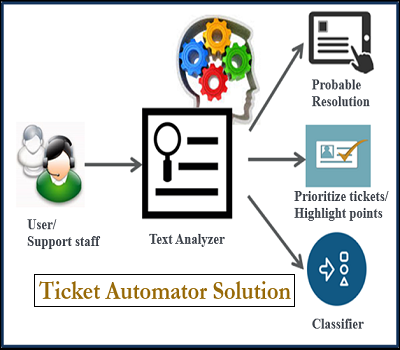 Probable
Resolution
Prioritize tickets/
Highlight points
User/
Support staff
Text Analyzer
Ticket Automator Solution
Classifier